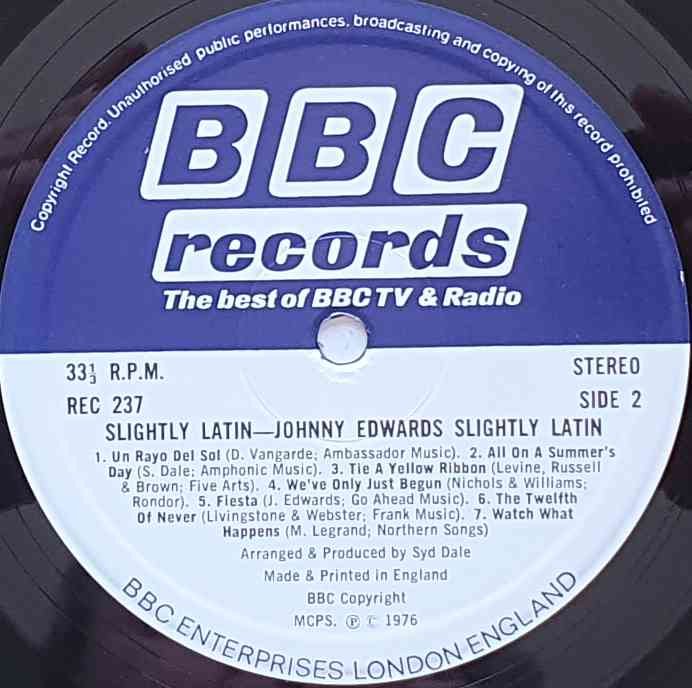 Copyright Record. Unauthorised public performances, broadcasting and copying of this record prohibited
BBC
records
The best of BBC TV & Radio
33⅓ R.P.M.
STEREO
REC 237
SIDE 2
SLIGHTLY LATIN—JOHNNY EDWARDS SLIGHTLY LATIN
1. Un Rayo Del Sol (D. Vangarde; Ambassador Music). 2. All On A Summer's
Day (S. Dale; Amphonic Music). 3. Tie A Yellow Ribbon (Levine, Russell
& Brown; Five Arts). 4. We've Only Just Begun (Nichols & Williams;
Rondor). 5. Fiesta (J. Edwards; Go Ahead Music). 6. The Twelfth
Of Never (Livingstone & Webster; Frank Music). 7. Watch What
Happens (M. Legrand; Northern Songs)
Arranged & Produced by Syd Dale
Made & Printed in England
BBC Copyright
MCPS. ℗ © 1976
BBC ENTERPRISES LONDON ENGLAND